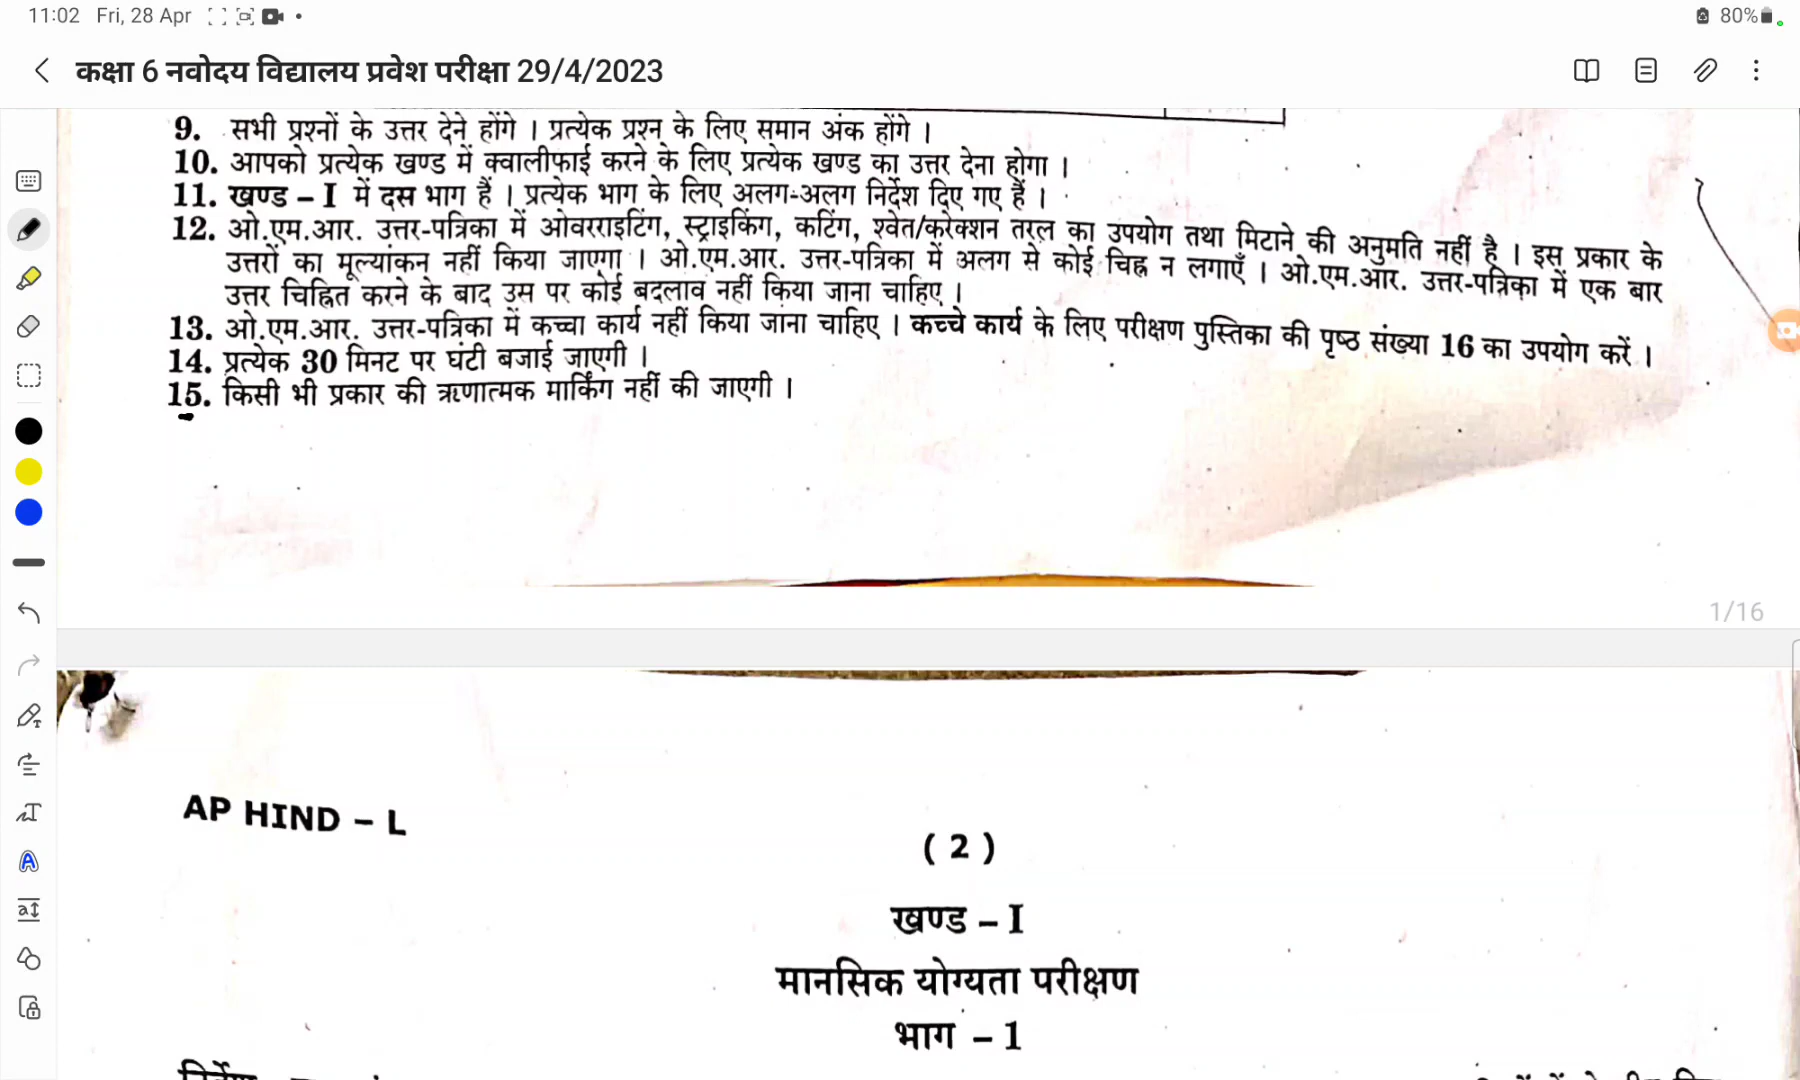 11:02 Fri, 28 Apr
80%
कक्षा 6 नवोदय विद्यालय प्रवेश परीक्षा 29/4/2023
9. सभी प्रश्नों के उत्तर देने होंगे । प्रत्येक प्रश्न के लिए समान अंक होंगे ।
10. आपको प्रत्येक खण्ड में क्वालीफाई करने के लिए प्रत्येक खण्ड का उत्तर देना होगा ।
11. खण्ड – I में दस भाग हैं । प्रत्येक भाग के लिए अलग-अलग निर्देश दिए गए हैं ।
12. ओ.एम.आर. उत्तर-पत्रिका में ओवरराइटिंग, स्ट्राइकिंग, कटिंग, श्वेत/करेक्शन तरल का उपयोग तथा मिटाने की अनुमति नहीं है । इस प्रकार के
उत्तरों का मूल्यांकन नहीं किया जाएगा । ओ.एम.आर. उत्तर-पत्रिका में अलग से कोई चिह्न न लगाएँ । ओ.एम.आर. उत्तर-पत्रिका में एक बार
उत्तर चिह्नित करने के बाद उस पर कोई बदलाव नहीं किया जाना चाहिए ।
13. ओ.एम.आर. उत्तर-पत्रिका में कच्चा कार्य नहीं किया जाना चाहिए । कच्चे कार्य के लिए परीक्षण पुस्तिका की पृष्ठ संख्या 16 का उपयोग करें ।
14. प्रत्येक 30 मिनट पर घंटी बजाई जाएगी ।
15. किसी भी प्रकार की ऋणात्मक मार्किंग नहीं की जाएगी ।
1/16
AP HIND – L
( 2 )
खण्ड – I
मानसिक योग्यता परीक्षण
भाग – 1